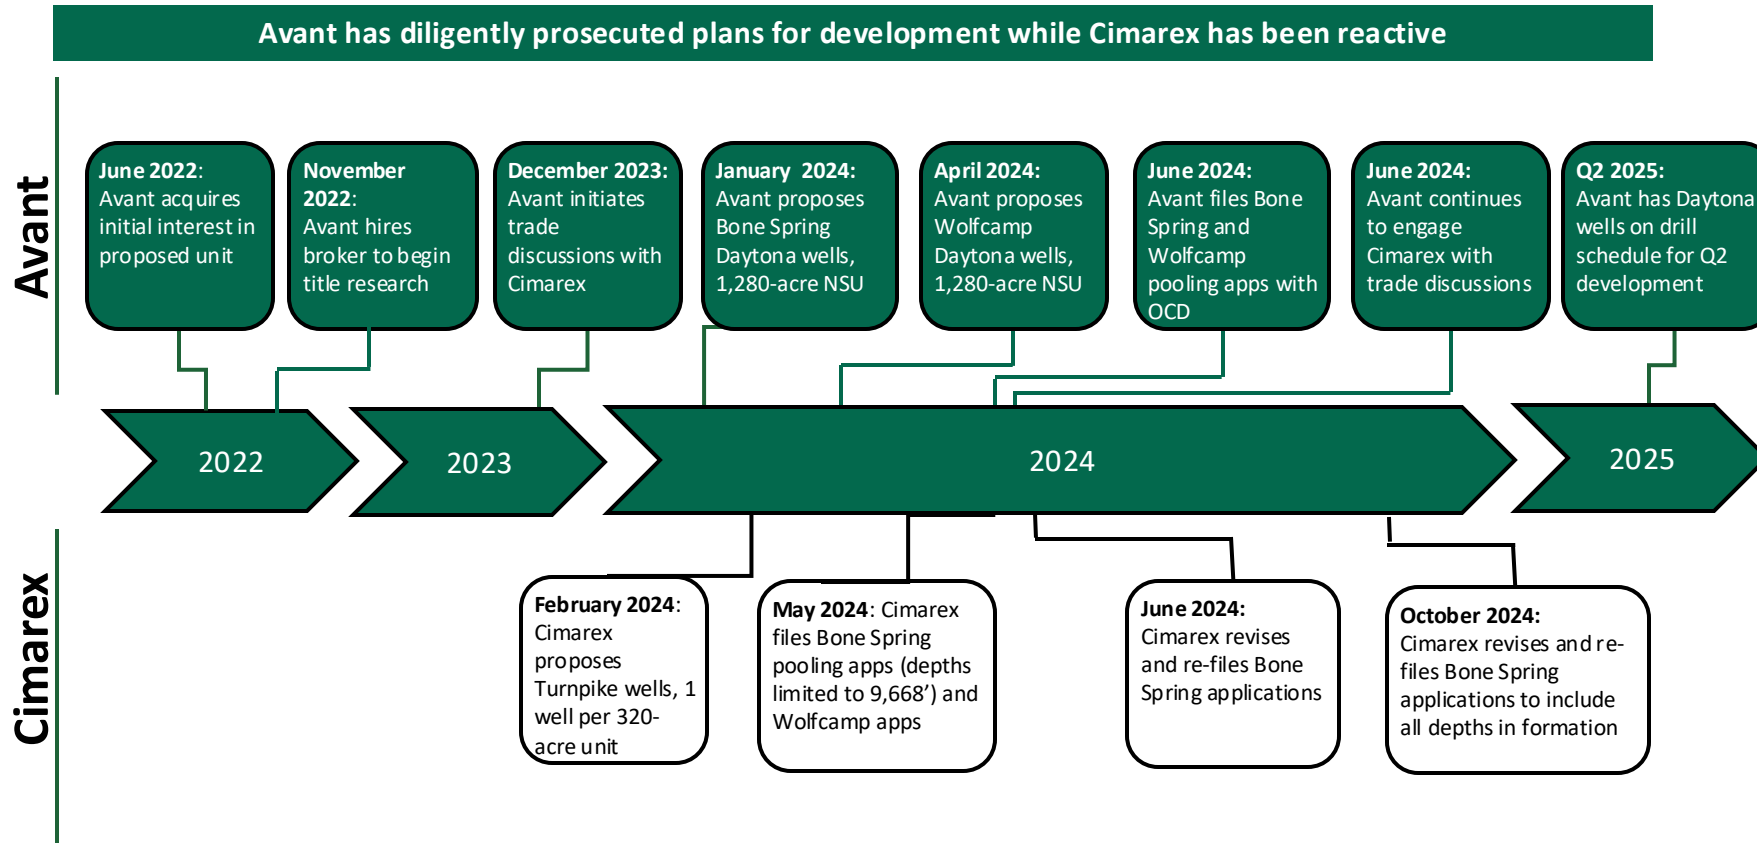 Avant has diligently prosecuted plans for development while Cimarex has been reactive
Avant
June 2022:
Avant acquires
initial interest in
proposed unit
November
2022:
Avant hires
broker to begin
title research
December 2023:
Avant initiates
trade
discussions with
Cimarex
January 2024:
Avant proposes
Bone Spring
Daytona wells,
1,280-acre NSU
April 2024:
Avant proposes
Wolfcamp
Daytona wells,
1,280-acre NSU
June 2024:
Avant files Bone
Spring and
Wolfcamp
pooling apps with
OCD
June 2024:
Avant continues
to engage
Cimarex with
trade discussions
Q2 2025:
Avant has Daytona
wells on drill
schedule for Q2
development
2022
2023
2024
2025
Cimarex
February 2024:
Cimarex
proposes
Turnpike wells, 1
well per 320-
acre unit
May 2024: Cimarex
files Bone Spring
pooling apps (depths
limited to 9,668’) and
Wolfcamp apps
June 2024:
Cimarex revises
and re-files Bone
Spring applications
October 2024:
Cimarex revises and re-
files Bone Spring
applications to include
all depths in formation